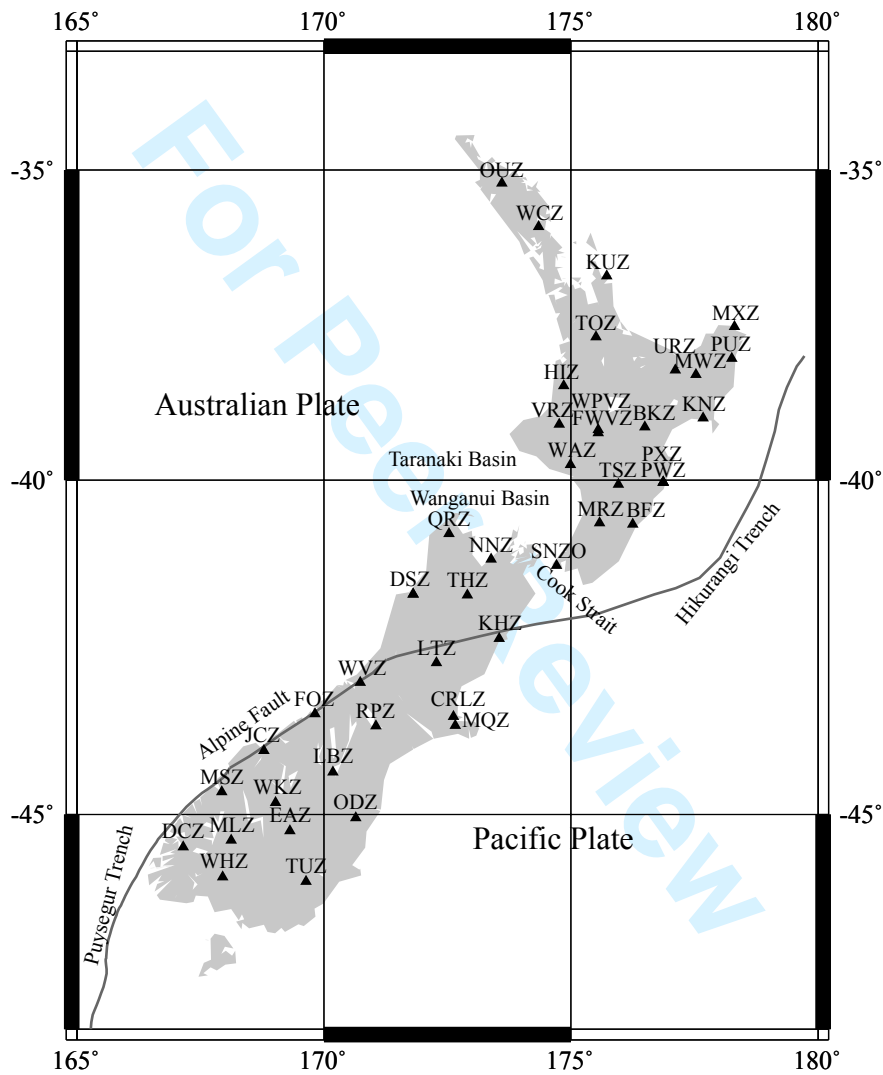 165° 170° 175° 180°
-35° -35°
OUZ
WCZ
KUZ
MXZ
TOZ
PUZ
URZ
MWZ
HIZ
Australian Plate
WPVZ
KNZ
VRZ FWVZ BKZ
WAZ
PXZ
Taranaki Basin
TSZ PWZ
-40° -40°
Wanganui Basin
MRZ BFZ
QRZ
NNZ
SNZO
DSZ THZ
Cook Strait
Hikurangi Trench
KHZ
LTZ
WVZ
CRLZ
FOZ
RPZ
MQZ
Alpine Fault
JCZ
LBZ
MSZ
WKZ
ODZ
EAZ
-45° -45°
DCZ MLZ
Pacific Plate
WHZ TUZ
Puysegur Trench
165° 170° 175° 180°
For Peer Review